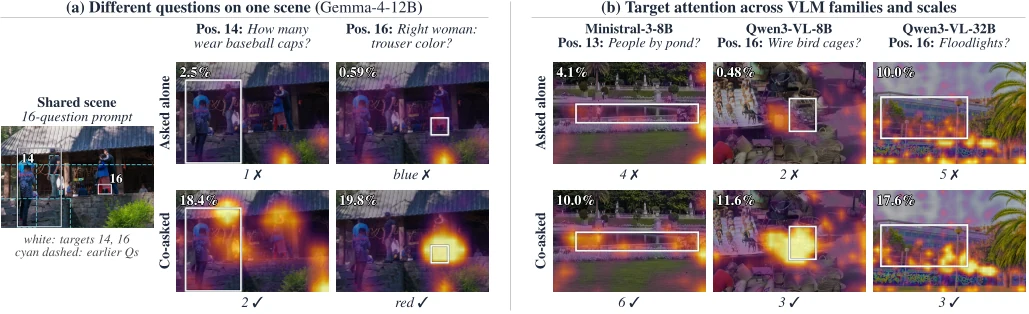 (a) Different questions on one scene (Gemma-4-12B)
Pos. 14: How many
wear baseball caps?
Pos. 16: Right woman:
trouser color?
Shared scene
16-question prompt
14
16
white: targets 14, 16
cyan dashed: earlier Qs
Asked alone
2.5%
0.59%
1 ✗
blue ✗
Co-asked
18.4%
19.8%
2 ✓
red ✓
(b) Target attention across VLM families and scales
Ministral-3-8B
Pos. 13: People by pond?
Qwen3-VL-8B
Pos. 16: Wire bird cages?
Qwen3-VL-32B
Pos. 16: Floodlights?
Asked alone
4.1%
0.48%
10.0%
4 ✗
2 ✗
5 ✗
Co-asked
10.0%
11.6%
17.6%
6 ✓
3 ✓
3 ✓